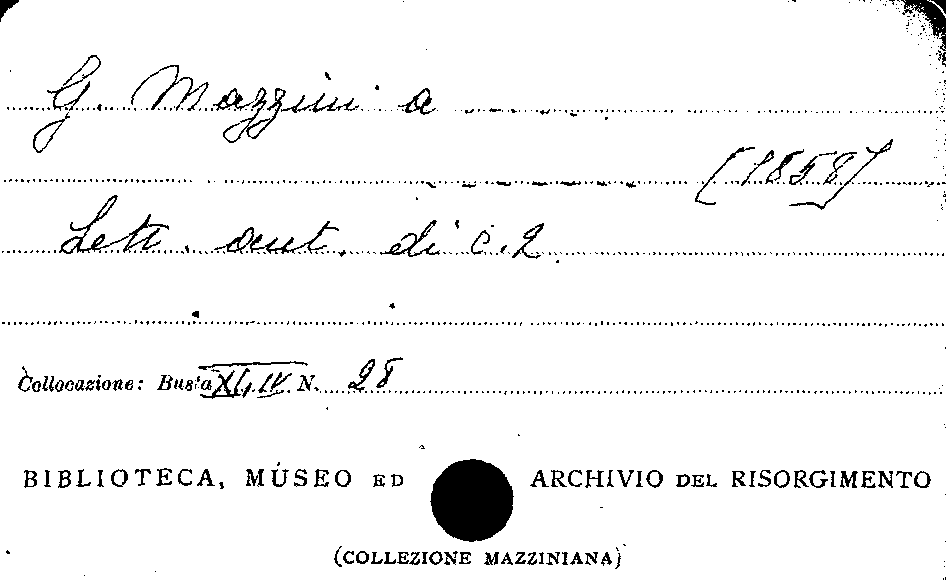 G. Mazzini a ----
---- [1858]
Lett. aut. di c. 2.
Collocazione: Busta XLIV N. 28
BIBLIOTECA, MUSEO ED ARCHIVIO DEL RISORGIMENTO
(COLLEZIONE MAZZINIANA)